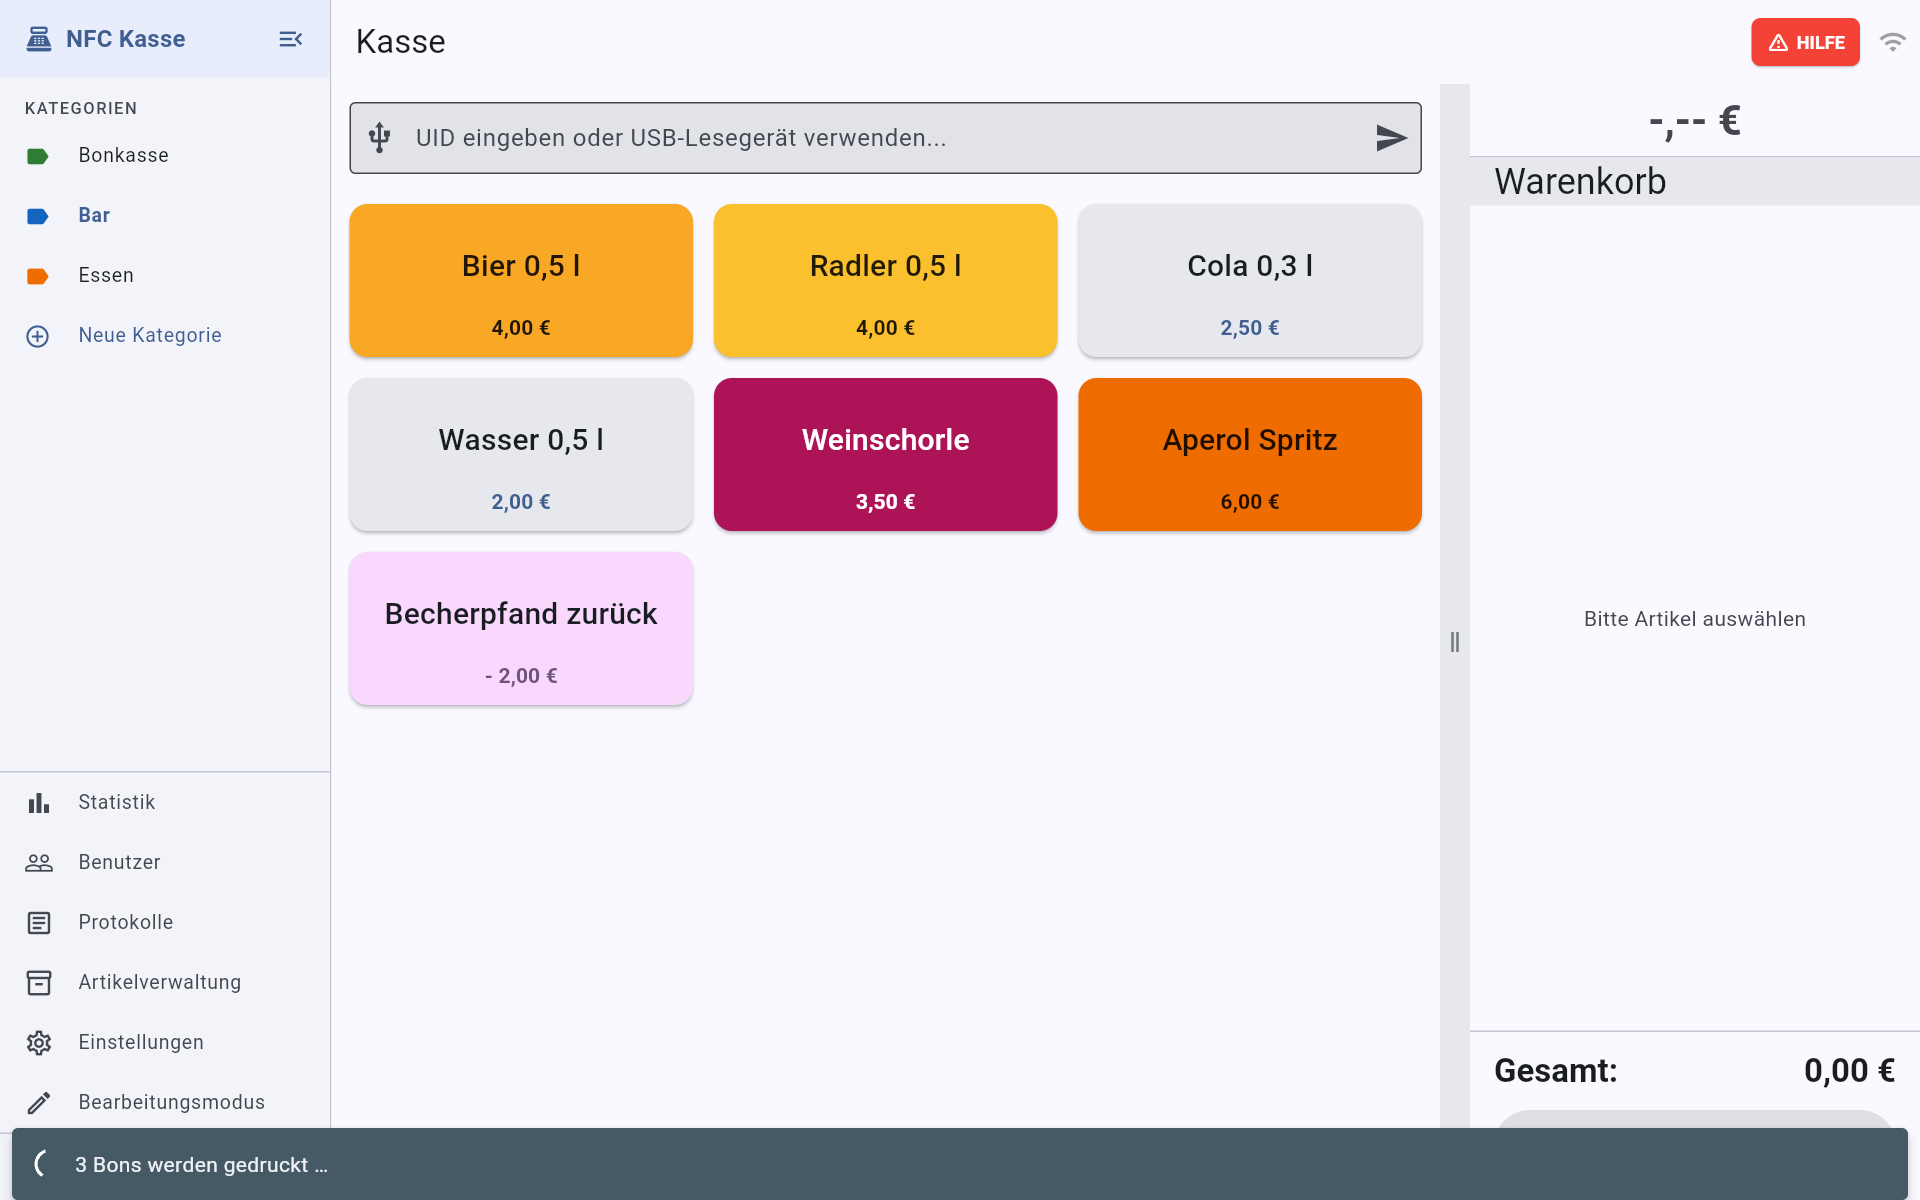 NFC Kasse
KATEGORIEN
Bonkasse
Bar
Essen
Neue Kategorie
Statistik
Benutzer
Protokolle
Artikelverwaltung
Einstellungen
Bearbeitungsmodus
Kasse
HILFE
UID eingeben oder USB-Lesegerät verwenden...
Bier 0,5 l
4,00 €
Radler 0,5 l
4,00 €
Cola 0,3 l
2,50 €
Wasser 0,5 l
2,00 €
Weinschorle
3,50 €
Aperol Spritz
6,00 €
Becherpfand zurück
- 2,00 €
-,-- €
Warenkorb
Bitte Artikel auswählen
Gesamt: 0,00 €
3 Bons werden gedruckt …